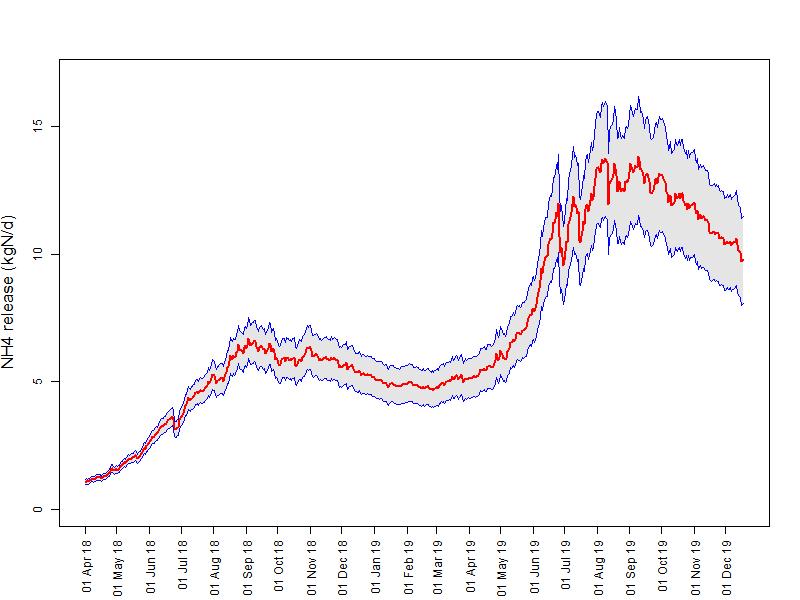 NH4 release (kgN/d)
15
10
5
0
01 Apr 18
01 May 18
01 Jun 18
01 Jul 18
01 Aug 18
01 Sep 18
01 Oct 18
01 Nov 18
01 Dec 18
01 Jan 19
01 Feb 19
01 Mar 19
01 Apr 19
01 May 19
01 Jun 19
01 Jul 19
01 Aug 19
01 Sep 19
01 Oct 19
01 Nov 19
01 Dec 19